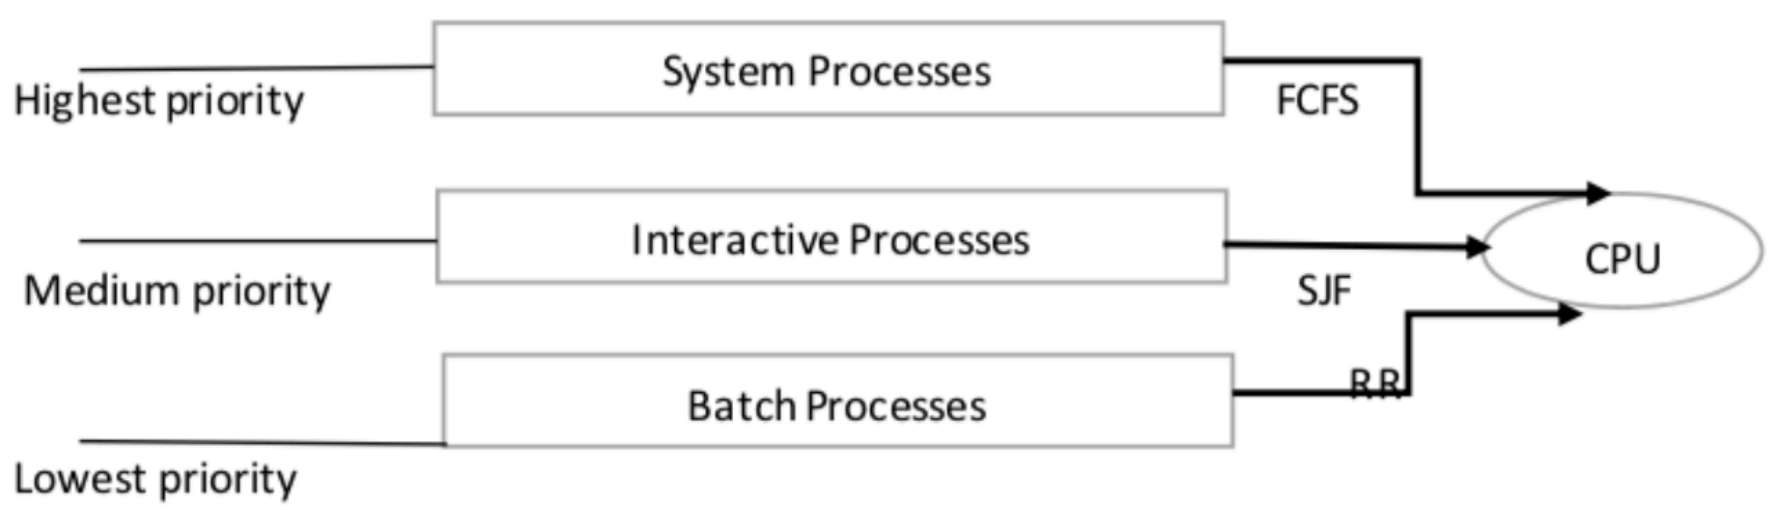 System Processes
Highest priority
FCFS
Interactive Processes
CPU
Medium priority
SJF
RR
Batch Processes
Lowest priority